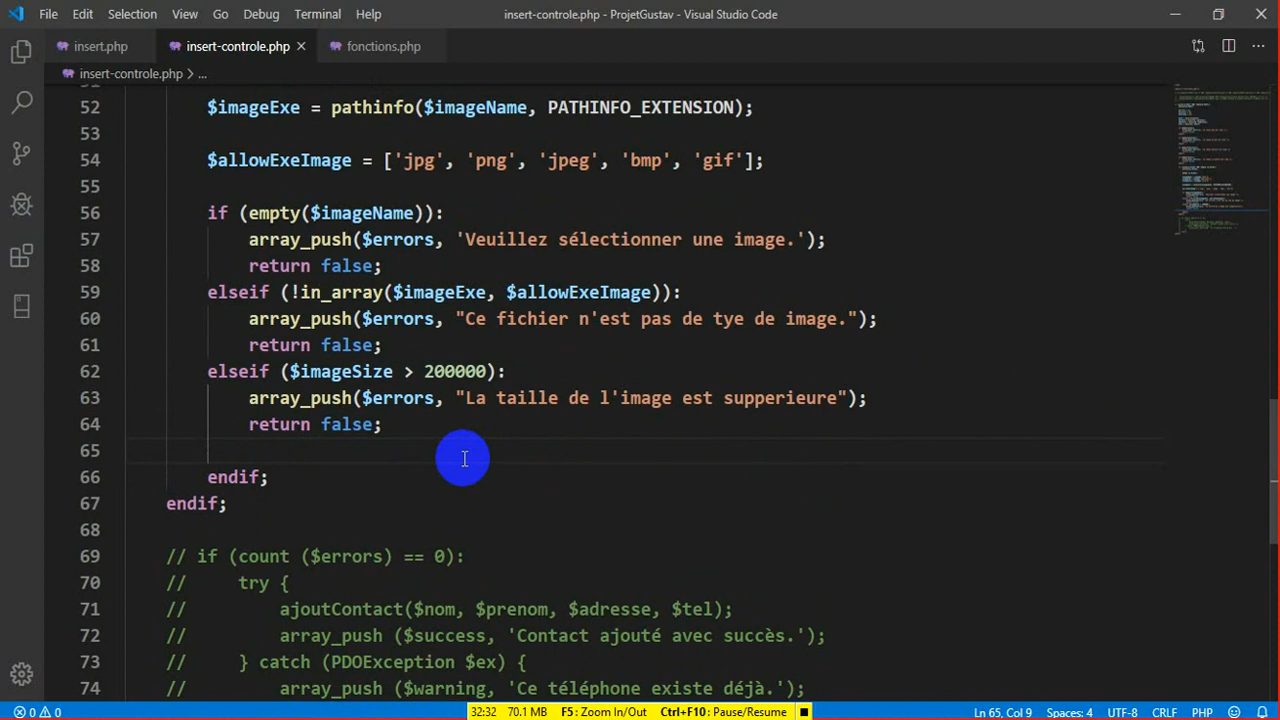 File Edit Selection View Go Debug Terminal Help insert-controle.php - ProjetGustav - Visual Studio Code
insert.php insert-controle.php fonctions.php
insert-controle.php > ...
52 $imageExe = pathinfo($imageName, PATHINFO_EXTENSION);
53
54 $allowExeImage = ['jpg', 'png', 'jpeg', 'bmp', 'gif'];
55
56 if (empty($imageName)):
57 array_push($errors, 'Veuillez sélectionner une image.');
58 return false;
59 elseif (!in_array($imageExe, $allowExeImage)):
60 array_push($errors, "Ce fichier n'est pas de tye de image.");
61 return false;
62 elseif ($imageSize > 200000):
63 array_push($errors, "La taille de l'image est supperieure");
64 return false;
65
66 endif;
67 endif;
68
69 // if (count ($errors) == 0):
70 // try {
71 // ajoutContact($nom, $prenom, $adresse, $tel);
72 // array_push ($success, 'Contact ajouté avec succès.');
73 // } catch (PDOException $ex) {
74 // array_push ($warning, 'Ce téléphone existe déjà.');
0 0 32:32 70.1 MB F5: Zoom In/Out Ctrl+F10: Pause/Resume Ln 65, Col 9 Spaces: 4 UTF-8 CRLF PHP